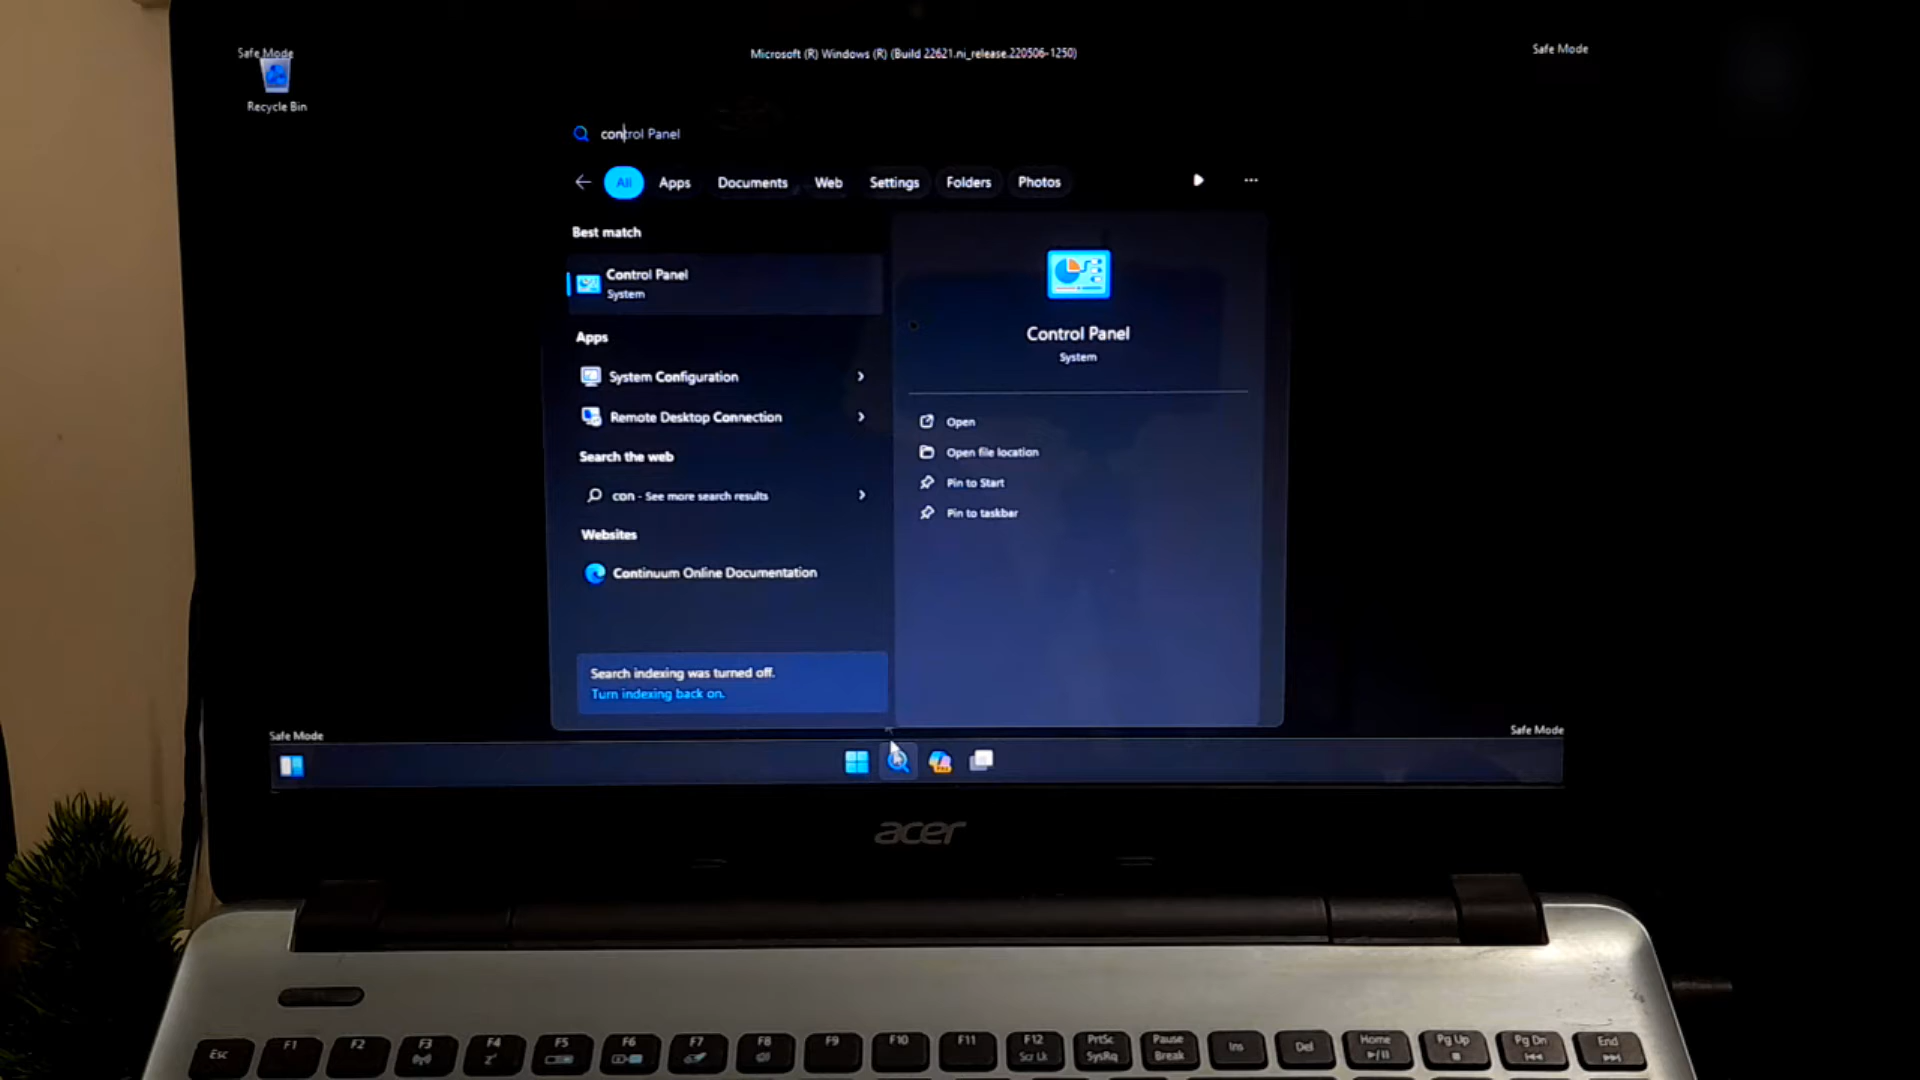 Safe Mode
Microsoft (R) Windows (R) (Build 22621.ni_release.220506-1250)
Safe Mode
Recycle Bin
control Panel
All
Apps
Documents
Web
Settings
Folders
Photos
Best match
Control Panel
System
Apps
System Configuration
Remote Desktop Connection
Search the web
con - See more search results
Websites
Continuum Online Documentation
Search indexing was turned off.
Turn indexing back on.
Control Panel
System
Open
Open file location
Pin to Start
Pin to taskbar
Safe Mode
Safe Mode
acer
Esc
F1
F2
F3
F4
F5
F6
F7
F8
F9
F10
F11
F12
Scr Lk
PrtSc
SysRq
Pause
Break
Ins
Del
Home
Pg Up
Pg Dn
End